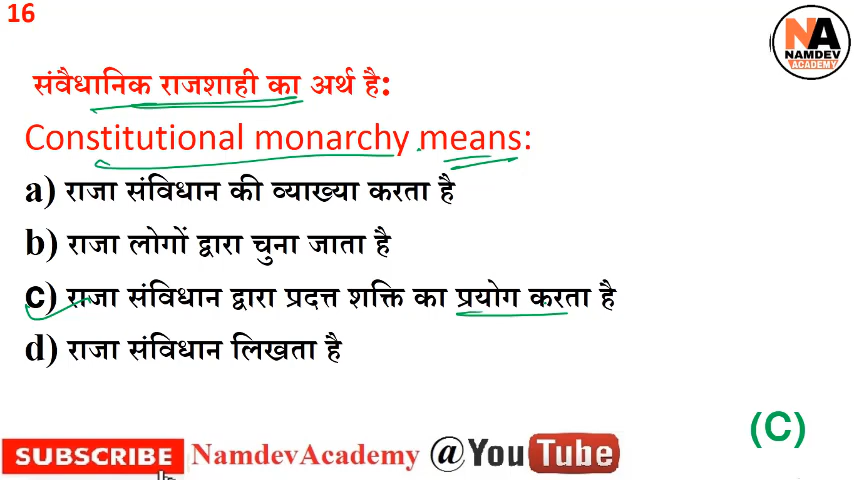 16
NA
NAMDEV
ACADEMY
संवैधानिक राजशाही का अर्थ है:
Constitutional monarchy means:
a) राजा संविधान की व्याख्या करता है
b) राजा लोगों द्वारा चुना जाता है
c) राजा संविधान द्वारा प्रदत्त शक्ति का प्रयोग करता है
d) राजा संविधान लिखता है
(C)
SUBSCRIBE NamdevAcademy @YouTube